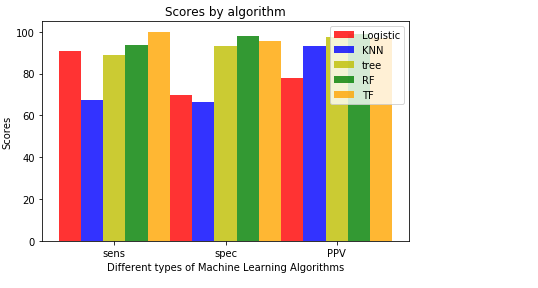 Scores by algorithm
Logistic
KNN
tree
RF
TF
Scores
100
80
60
40
20
0
sens spec PPV
Different types of Machine Learning Algorithms